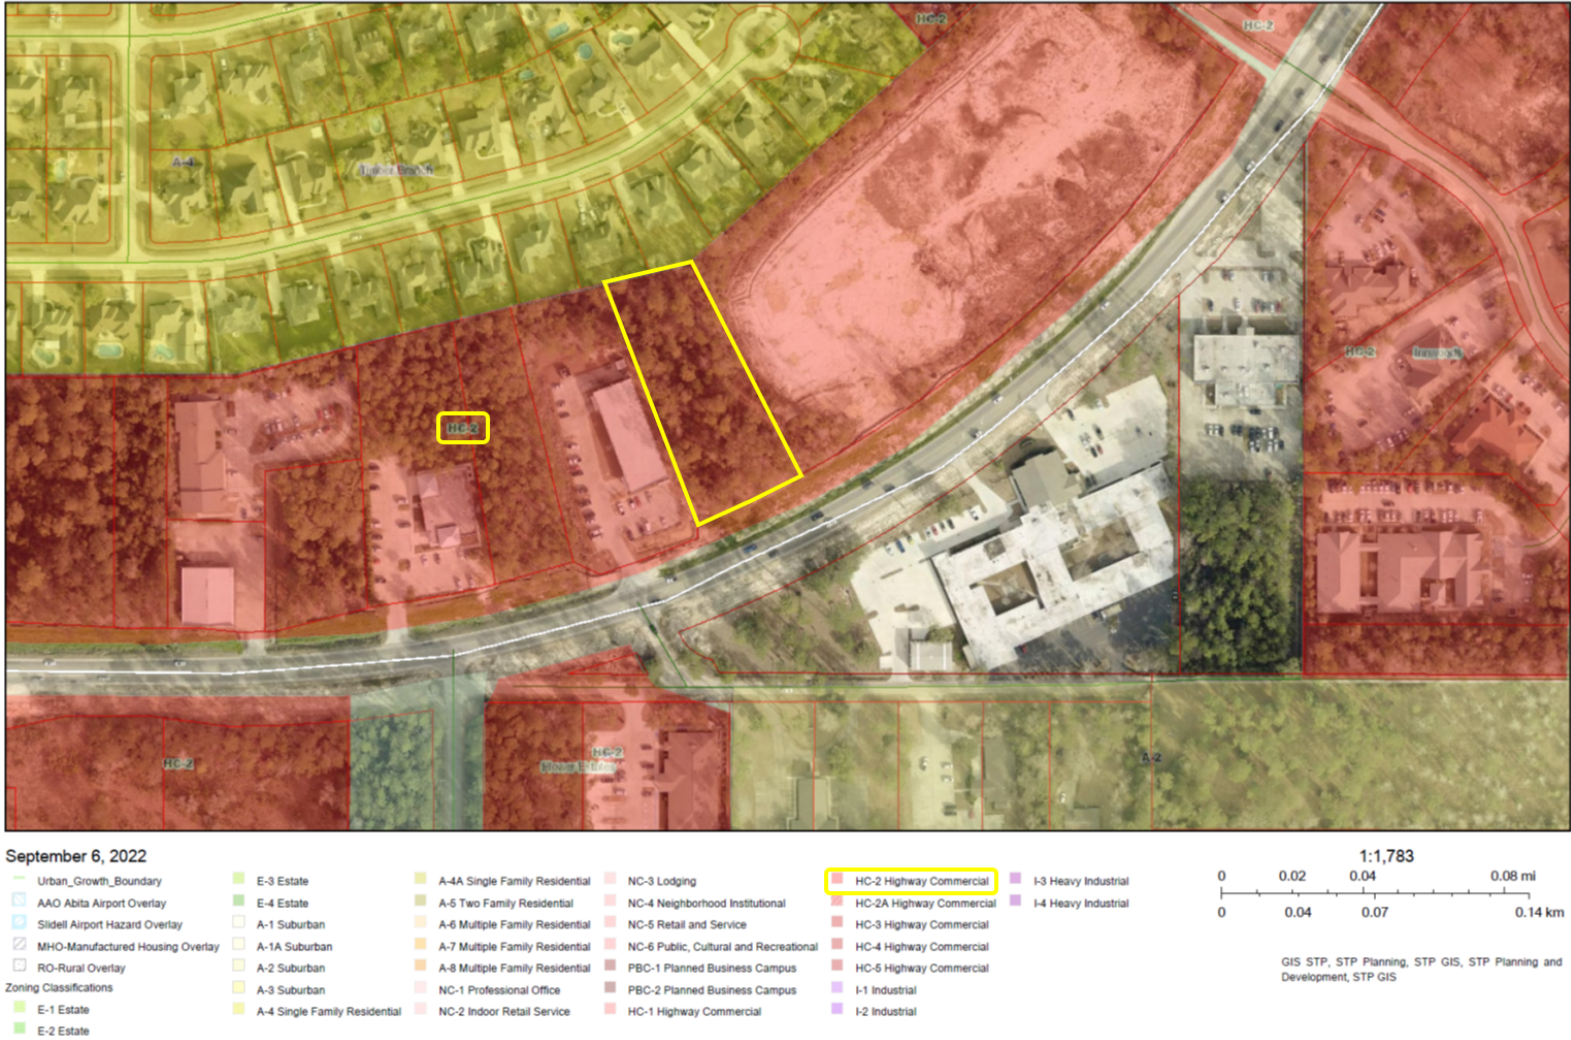 HC-2
HC-2
A-4
Timber Branch
HC-2
Innwoods
HC-2
HC-2
HC-2
A-2
September 6, 2022
Urban_Growth_Boundary
AAO Abita Airport Overlay
Slidell Airport Hazard Overlay
MHO-Manufactured Housing Overlay
RO-Rural Overlay
Zoning Classifications
E-1 Estate
E-2 Estate
E-3 Estate
E-4 Estate
A-1 Suburban
A-1A Suburban
A-2 Suburban
A-3 Suburban
A-4 Single Family Residential
A-4A Single Family Residential
A-5 Two Family Residential
A-6 Multiple Family Residential
A-7 Multiple Family Residential
A-8 Multiple Family Residential
NC-1 Professional Office
NC-2 Indoor Retail Service
NC-3 Lodging
NC-4 Neighborhood Institutional
NC-5 Retail and Service
NC-6 Public, Cultural and Recreational
PBC-1 Planned Business Campus
PBC-2 Planned Business Campus
HC-1 Highway Commercial
HC-2 Highway Commercial
HC-2A Highway Commercial
HC-3 Highway Commercial
HC-4 Highway Commercial
HC-5 Highway Commercial
I-1 Industrial
I-2 Industrial
I-3 Heavy Industrial
I-4 Heavy Industrial
1:1,783
0 0.02 0.04 0.08 mi
0 0.04 0.07 0.14 km
GIS STP, STP Planning, STP GIS, STP Planning and
Development, STP GIS